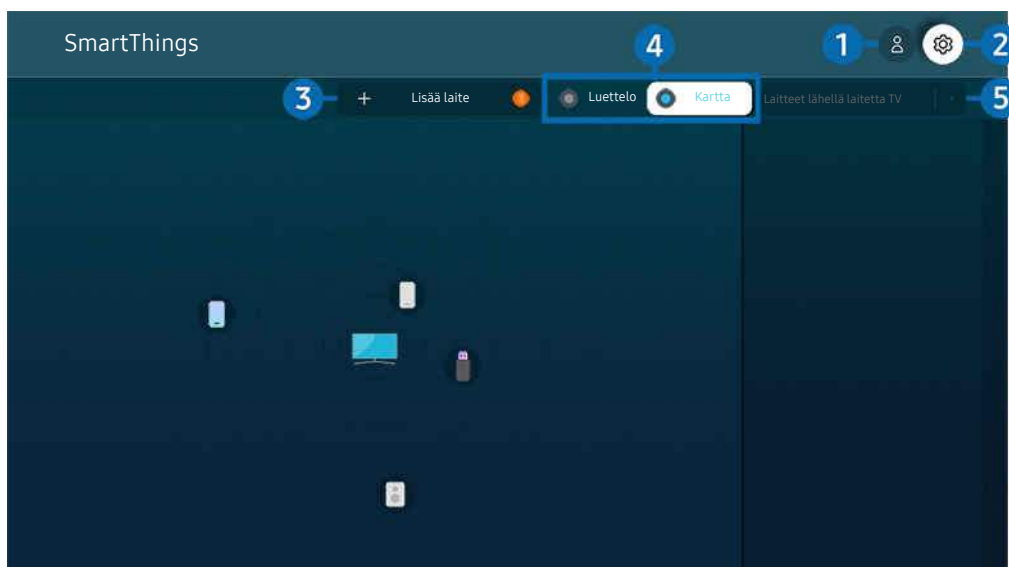 SmartThings
4
1
2
3
+ Lisää laite
Luettelo
Kartta
Laitteet lähellä laitetta TV
5